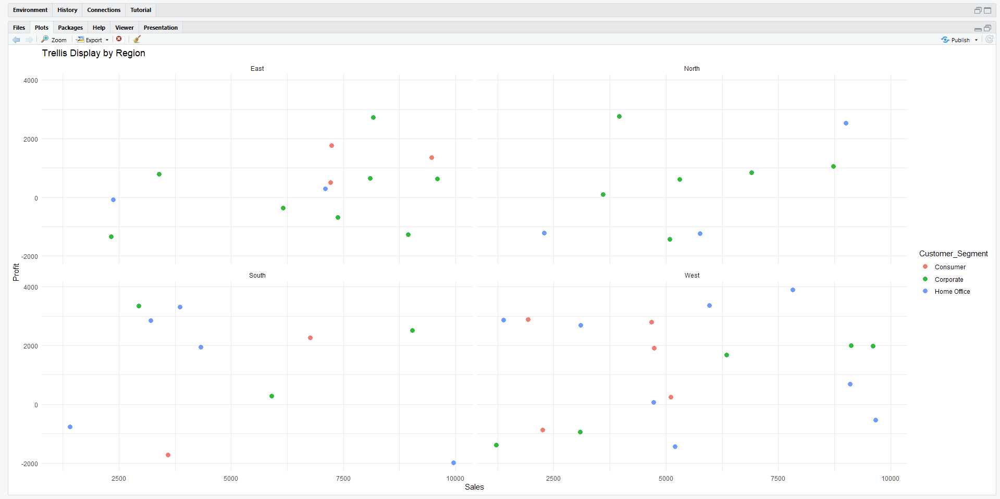 Environment History Connections Tutorial
Files Plots Packages Help Viewer Presentation
Zoom Export Publish
Trellis Display by Region
East North
4000
2000
0
-2000
Profit
South West
4000
2000
0
-2000
2500 5000 7500 10000 2500 5000 7500 10000
Sales
Customer_Segment
Consumer
Corporate
Home Office